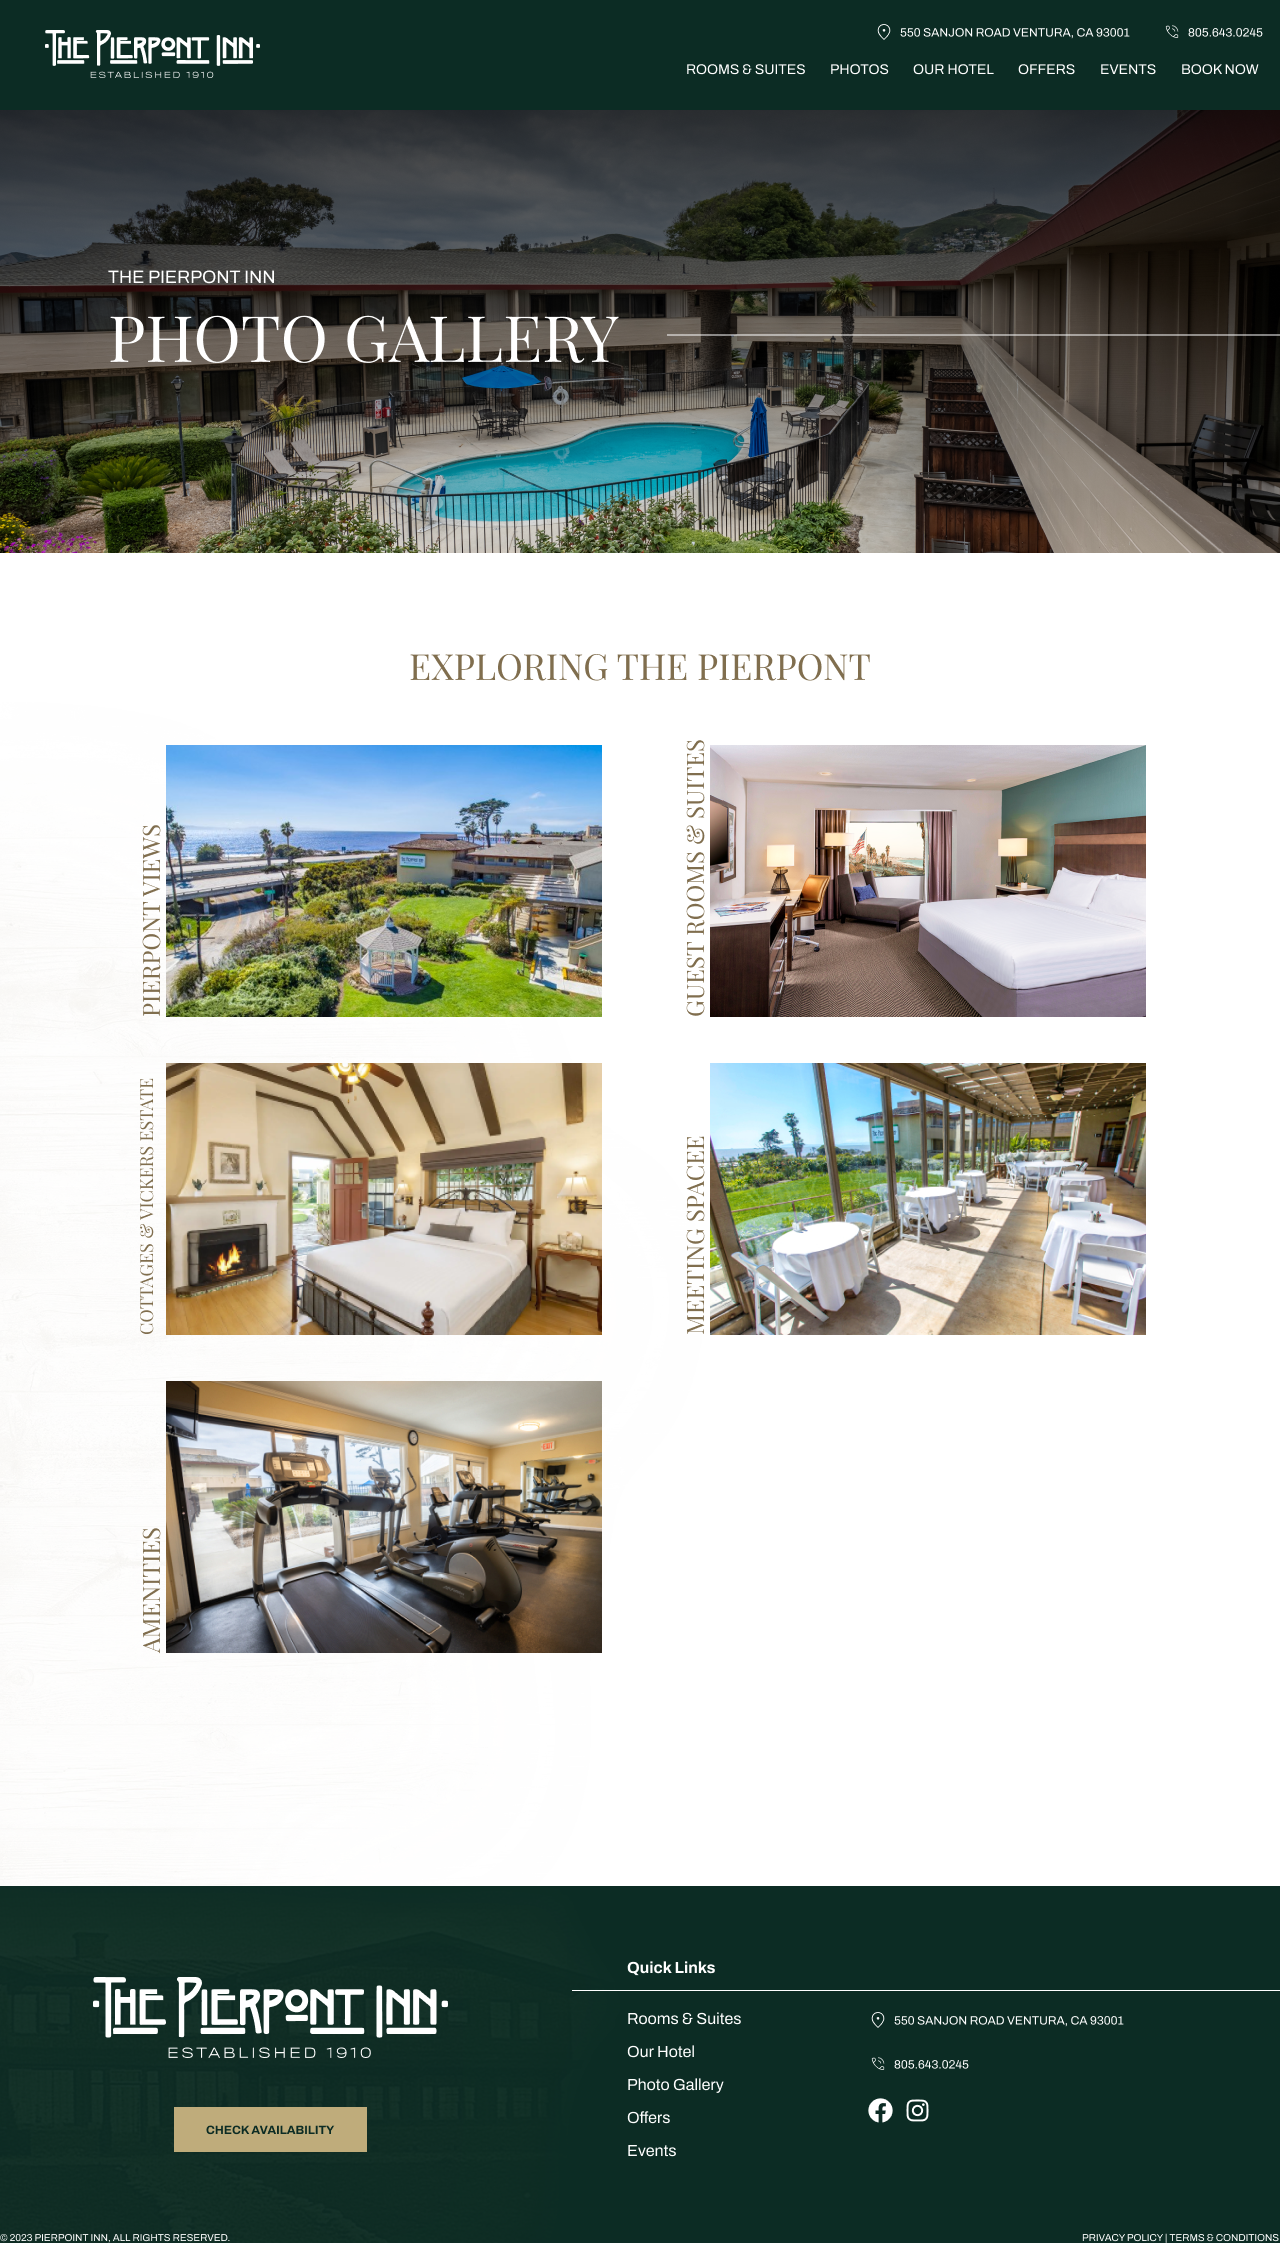 THE PIERPONT INN
ESTABLISHED 1910
550 SANJON ROAD VENTURA, CA 93001
805.643.0245
ROOMS & SUITES PHOTOS OUR HOTEL OFFERS EVENTS BOOK NOW
THE PIERPONT INN
PHOTO GALLERY
EXPLORING THE PIERPONT
PIERPONT VIEWS
GUEST ROOMS & SUITES
COTTAGES & VICKERS ESTATE
MEETING SPACEE
AMENITIES
THE PIERPONT INN
ESTABLISHED 1910
CHECK AVAILABILITY
Quick Links
Rooms & Suites
Our Hotel
Photo Gallery
Offers
Events
550 SANJON ROAD VENTURA, CA 93001
805.643.0245
© 2023 PIERPOINT INN, ALL RIGHTS RESERVED.
PRIVACY POLICY | TERMS & CONDITIONS